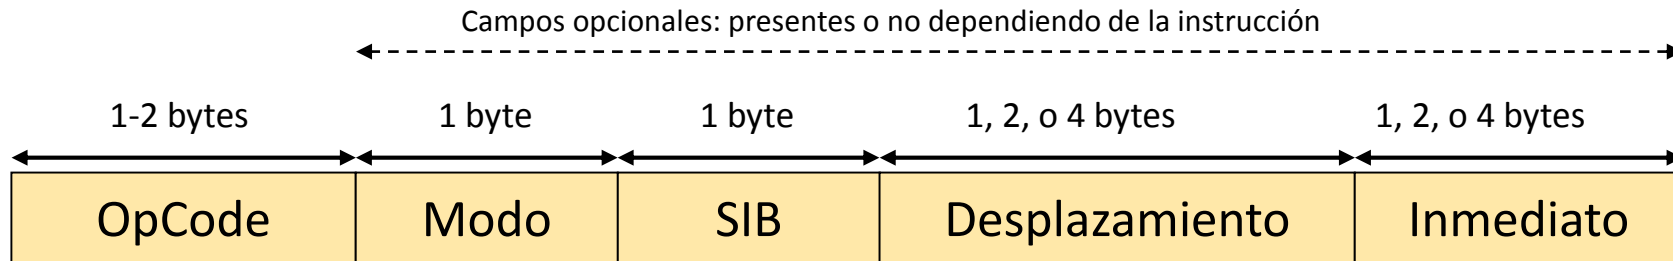 Campos opcionales: presentes o no dependiendo de la instrucción
1-2 bytes 1 byte 1 byte 1, 2, o 4 bytes 1, 2, o 4 bytes
OpCode Modo SIB Desplazamiento Inmediato